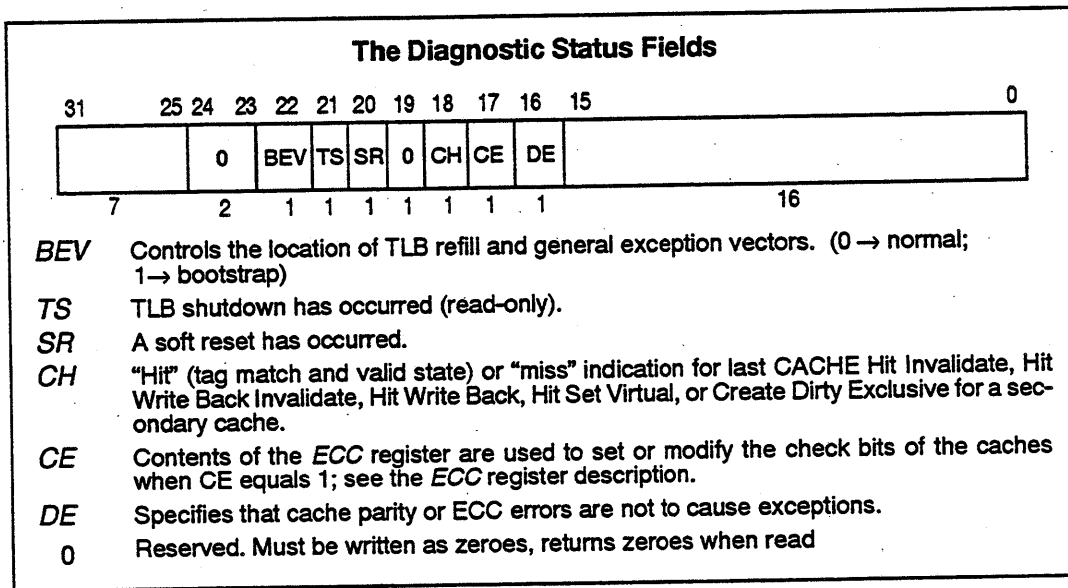 The Diagnostic Status Fields
31 25 24 23 22 21 20 19 18 17 16 15 0
0 BEV TS SR 0 CH CE DE
7 2 1 1 1 1 1 1 1 16
BEV Controls the location of TLB refill and general exception vectors. (0 → normal;
1→ bootstrap)
TS TLB shutdown has occurred (read-only).
SR A soft reset has occurred.
CH “Hit” (tag match and valid state) or “miss” indication for last CACHE Hit Invalidate, Hit
Write Back Invalidate, Hit Write Back, Hit Set Virtual, or Create Dirty Exclusive for a sec-
ondary cache.
CE Contents of the ECC register are used to set or modify the check bits of the caches
when CE equals 1; see the ECC register description.
DE Specifies that cache parity or ECC errors are not to cause exceptions.
0 Reserved. Must be written as zeroes, returns zeroes when read